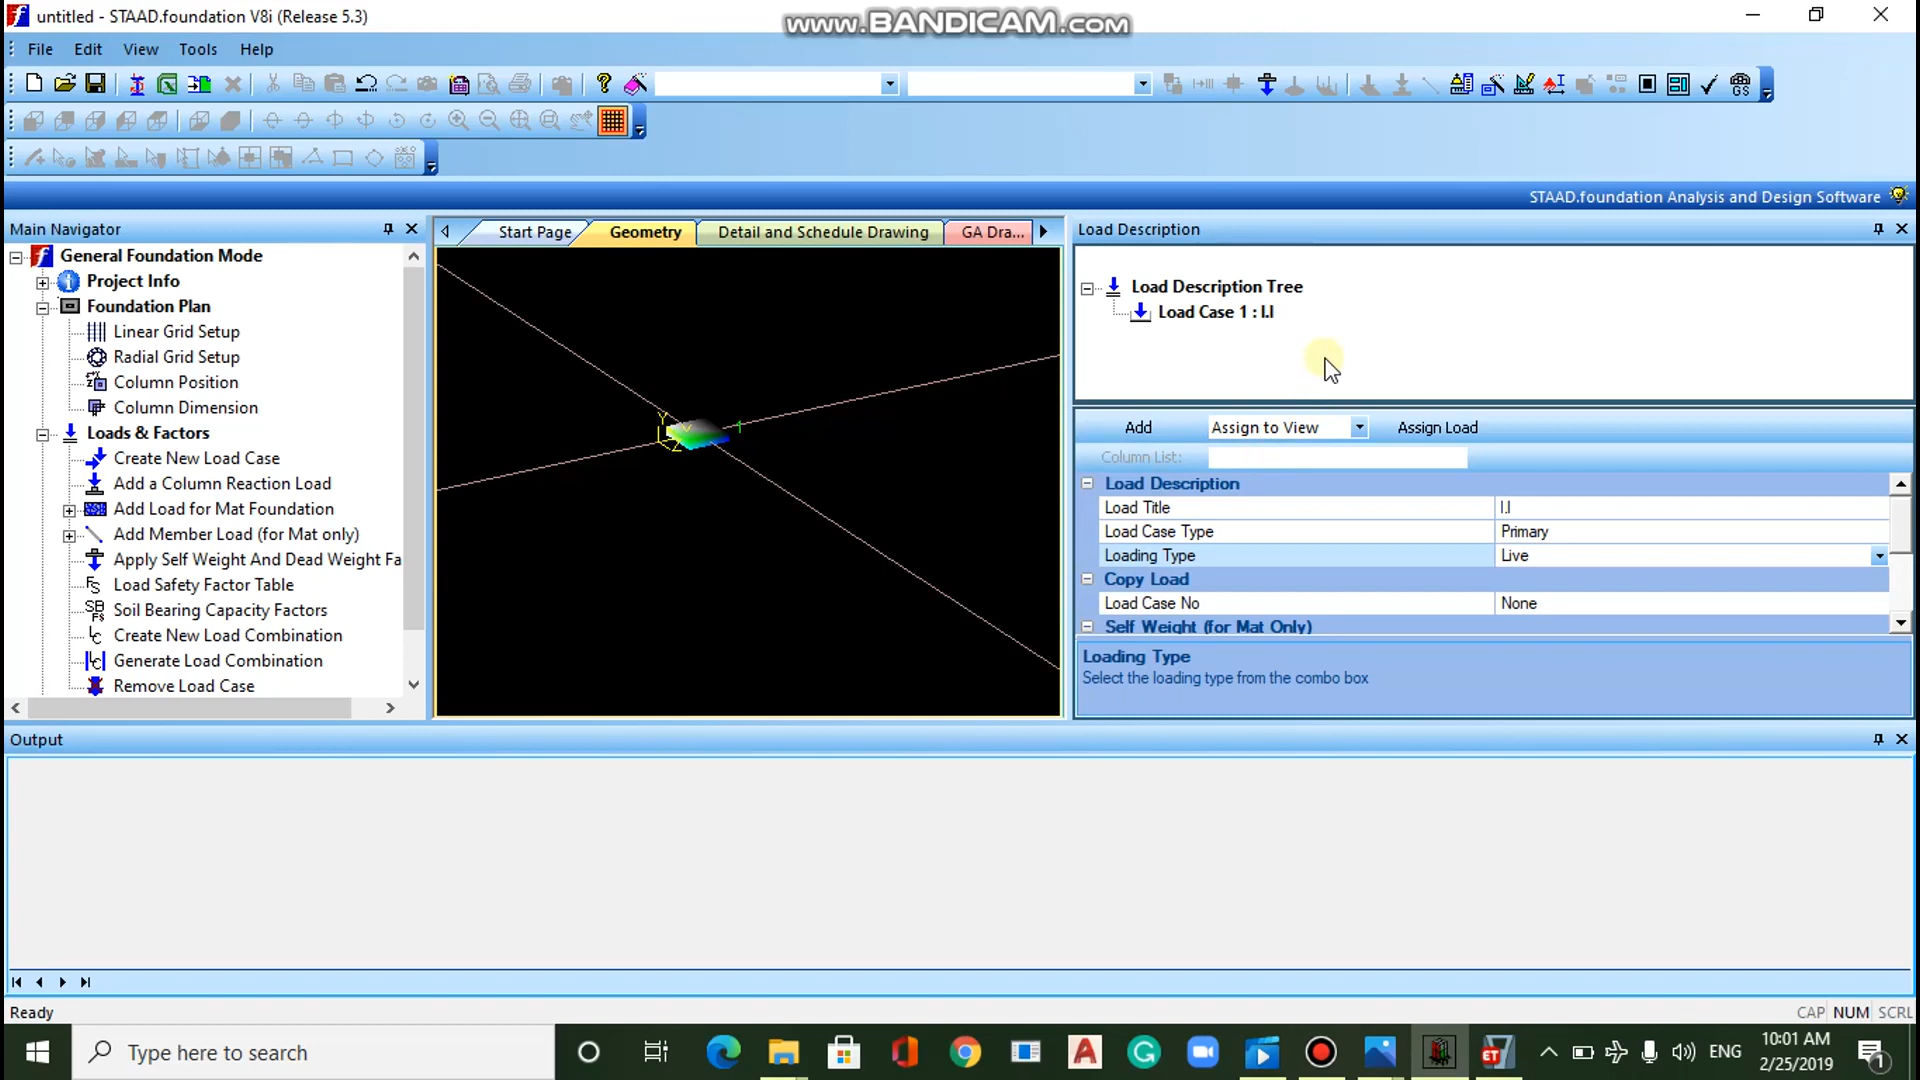 untitled - STAAD.foundation V8i (Release 5.3)
www.BANDICAM.com
File Edit View Tools Help
GS
STAAD.foundation Analysis and Design Software
Main Navigator
General Foundation Mode
Project Info
Foundation Plan
Linear Grid Setup
Radial Grid Setup
Column Position
Column Dimension
Loads & Factors
Create New Load Case
Add a Column Reaction Load
Add Load for Mat Foundation
Add Member Load (for Mat only)
Apply Self Weight And Dead Weight Fa
Load Safety Factor Table
Soil Bearing Capacity Factors
Create New Load Combination
Generate Load Combination
Remove Load Case
Start Page Geometry Detail and Schedule Drawing GA Dra...
Y
Z
1
Load Description
Load Description Tree
Load Case 1 : l.l
Add Assign to View Assign Load
Column List:
Load Description
Load Title l.l
Load Case Type Primary
Loading Type Live
Copy Load
Load Case No None
Self Weight (for Mat Only)
Loading Type
Select the loading type from the combo box
Output
Ready
CAP NUM SCRL
Type here to search
ET
ENG
10:01 AM
2/25/2019
1